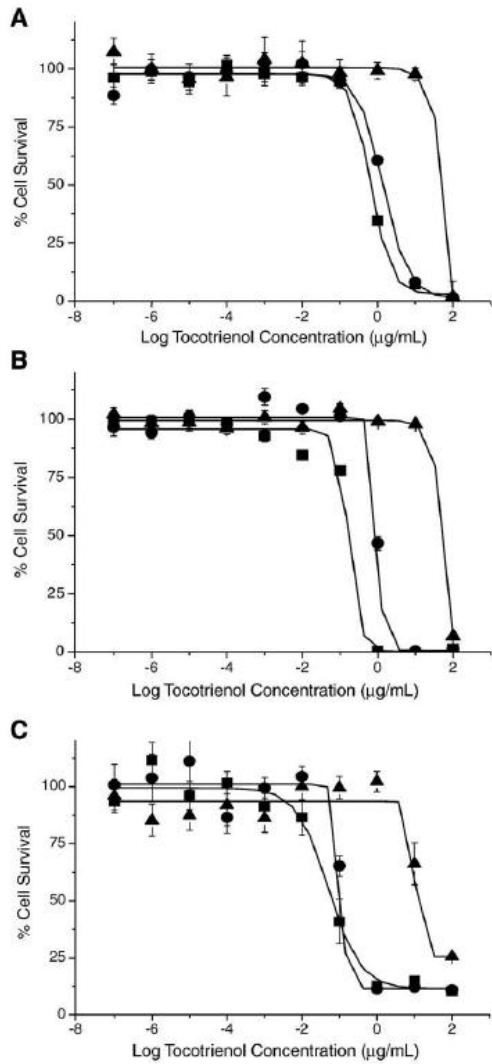 A
100
75
50
25
0
% Cell Survival
-8 -6 -4 -2 0 2
Log Tocotrienol Concentration (μg/mL)
B
100
75
50
25
0
% Cell Survival
-8 -6 -4 -2 0 2
Log Tocotrienol Concentration (μg/mL)
C
100
75
50
25
0
% Cell Survival
-8 -6 -4 -2 0 2
Log Tocotrienol Concentration (μg/mL)